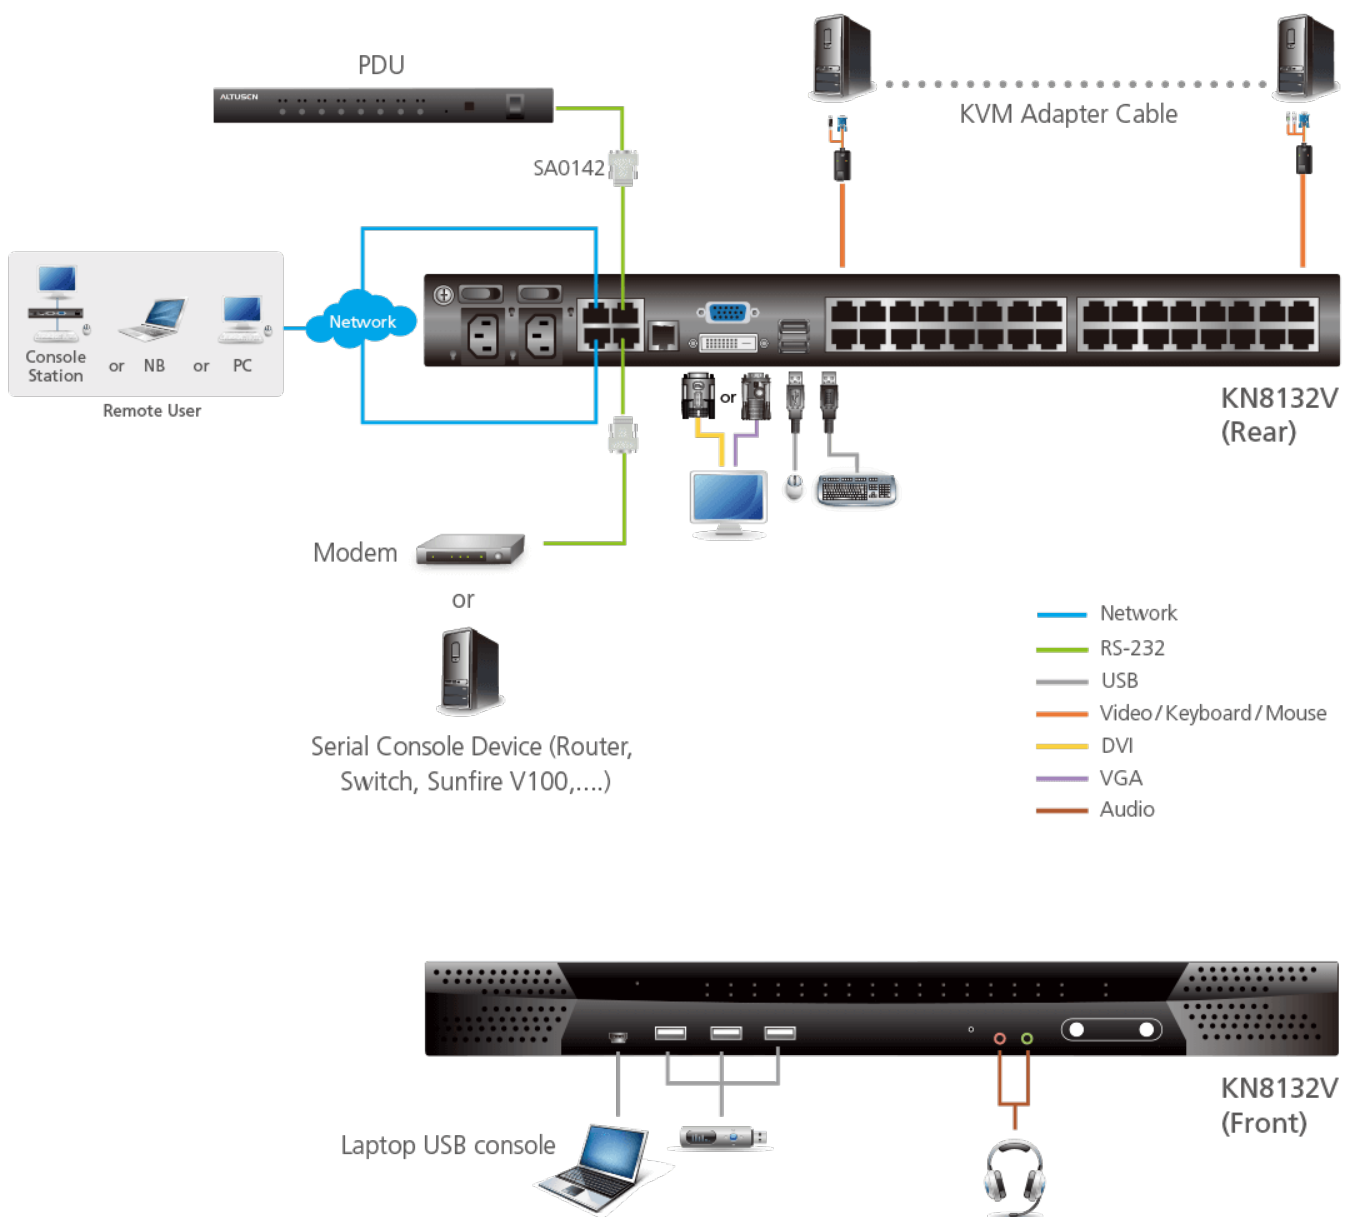 PDU
ALTUSCN
KVM Adapter Cable
SA0142
Network
Console
Station
or
NB
or
PC
Remote User
or
KN8132V
(Rear)
Modem
or
Serial Console Device (Router,
Switch, Sunfire V100,....)
Network
RS-232
USB
Video/Keyboard/Mouse
DVI
VGA
Audio
KN8132V
(Front)
Laptop USB console